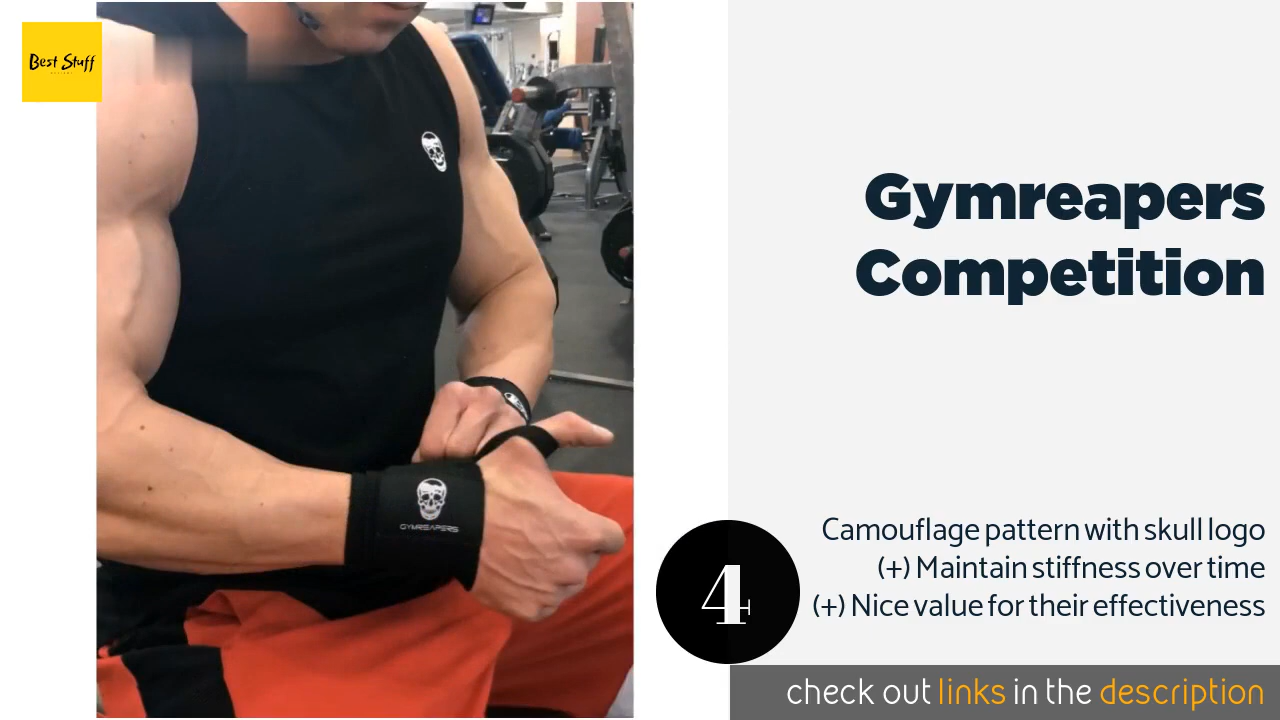 Best Stuff
Gymreapers
Competition
GYMREAPERS
4
Camouflage pattern with skull logo
(+) Maintain stiffness over time
(+) Nice value for their effectiveness
check out links in the description